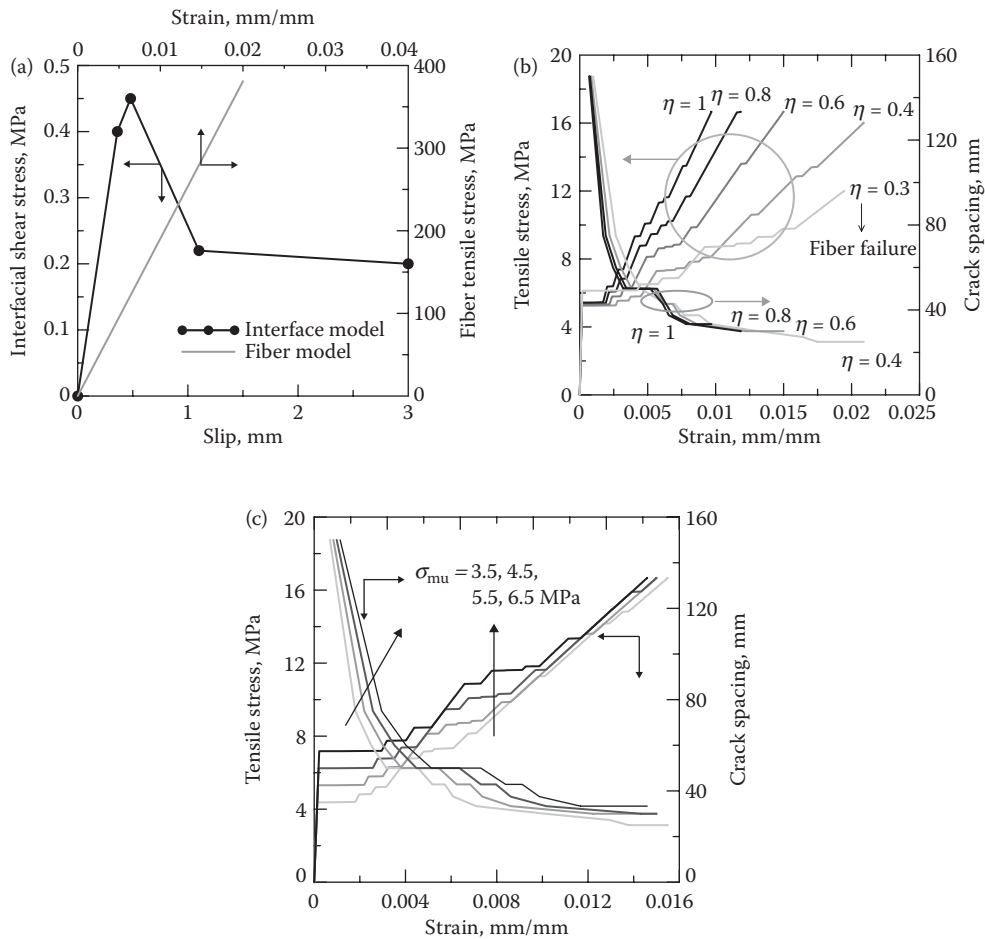 Strain, mm/mm
(a)
0 0.01 0.02 0.03 0.04
0.5 0.4 0.3 0.2 0.1 0
Interfacial shear stress, MPa
400 300 200 100 0
Fiber tensile stress, MPa
Interface model
Fiber model
0 1 2 3
Slip, mm
(b)
20 16 12 8 4 0
Tensile stress, MPa
160 120 80 40 0
Crack spacing, mm
η = 1 η = 0.8 η = 0.6 η = 0.4
η = 0.3
Fiber failure
η = 1 η = 0.8 η = 0.6
η = 0.4
0 0.005 0.01 0.015 0.02 0.025
Strain, mm/mm
(c)
20 16 12 8 4 0
Tensile stress, MPa
160 120 80 40 0
Crack spacing, mm
σmu = 3.5, 4.5,
5.5, 6.5 MPa
0 0.004 0.008 0.012 0.016
Strain, mm/mm